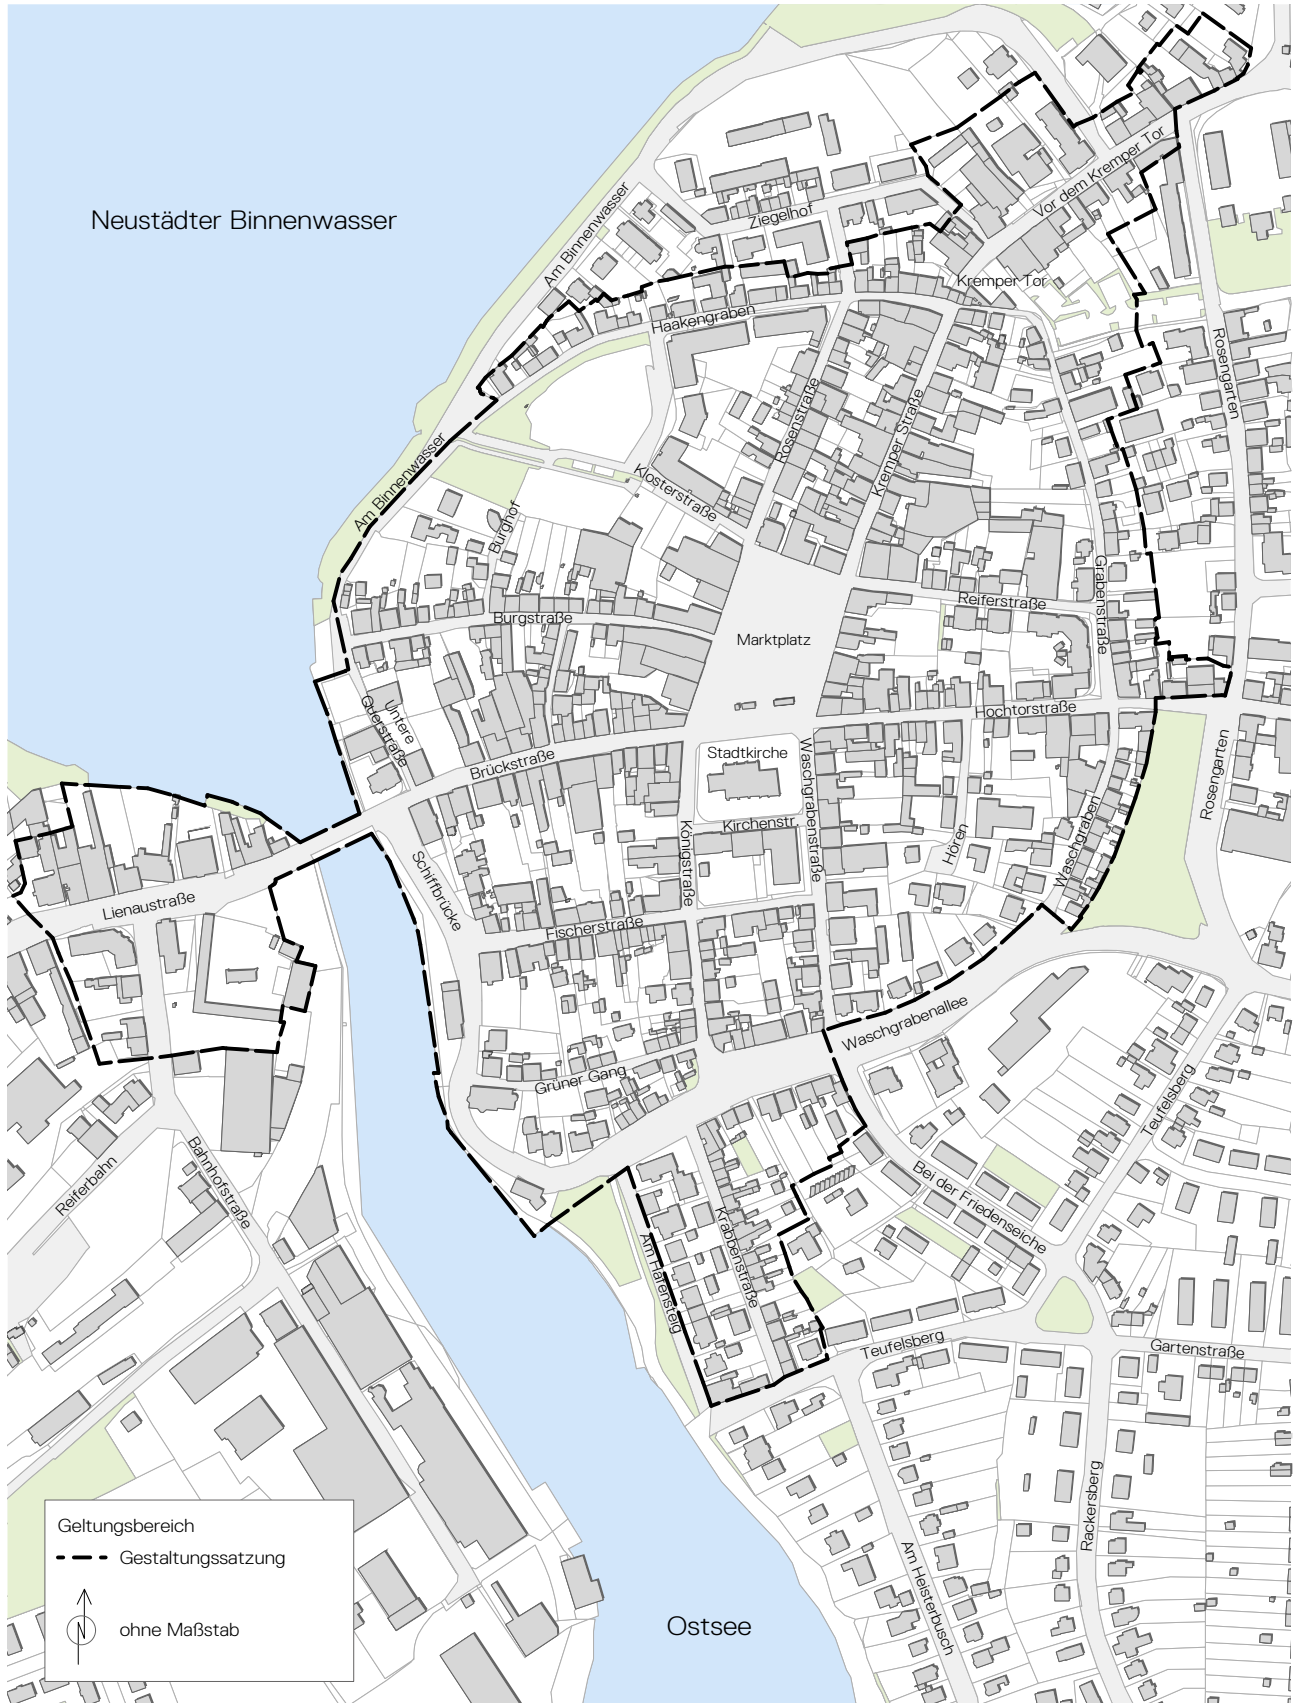 Neustädter Binnenwasser
Am Binnenwasser
Ziegelhof
Vor dem Kremper Tor
Kremper Tor
Haakengraben
Rosengarten
Rosenstraße
Kremper Straße
Am Binnenwasser
Klosterstraße
Burghof
Grabenstraße
Reiferstraße
Burgstraße
Marktplatz
Untere
Querstraße
Hochtorstraße
Brückstraße
Stadtkirche
Waschgrabenstraße
Rosengarten
Kirchenstr.
Königstraße
Hören
Waschgraben
Schiffbrücke
Lienaustraße
Fischerstraße
Waschgrabenallee
Grüner Gang
Teufelsberg
Reiferbahn
Bahnhofstraße
Bei der Friedenseiche
Krabbenstraße
Am Hafensteig
Teufelsberg
Gartenstraße
Rackersberg
Am Heisterbusch
Geltungsbereich
Gestaltungssatzung
N
ohne Maßstab
Ostsee